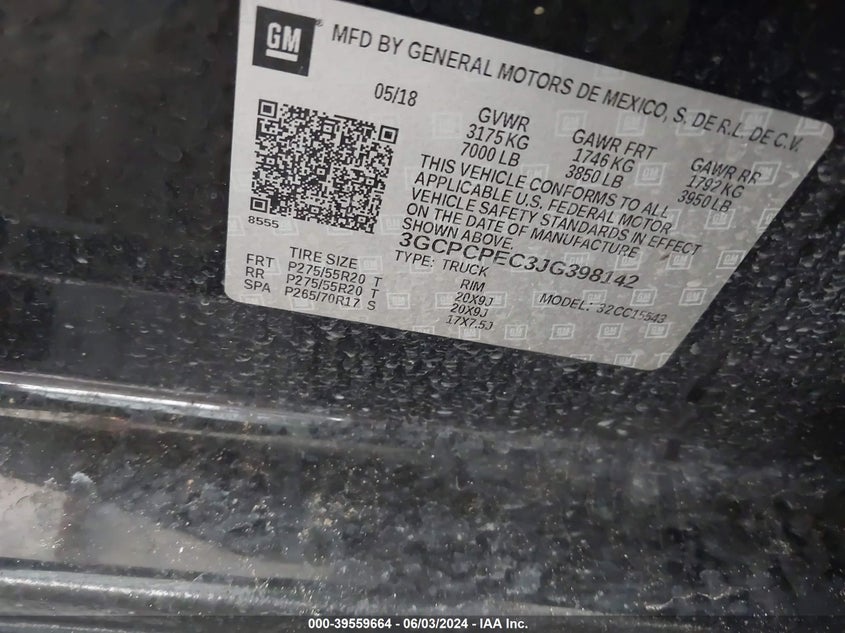 GM
MFD BY GENERAL MOTORS DE MEXICO, S. DE R.L. DE C.V.
05/18
GVWR GAWR FRT GAWR RR
3175 KG 1746 KG 1792 KG
7000 LB 3850 LB 3950 LB
THIS VEHICLE CONFORMS TO ALL
APPLICABLE U.S. FEDERAL MOTOR
VEHICLE SAFETY STANDARDS IN EFFECT
ON THE DATE OF MANUFACTURE
SHOWN ABOVE.
8555
3GCPCPEC3JG398142
TYPE: TRUCK MODEL: 32CC15543
TIRE SIZE RIM
FRT P275/55R20 T 20X9J
RR P275/55R20 T 20X9J
SPA P265/70R17 S 17X7.5J
000-39559664 - 06/03/2024 - IAA Inc.